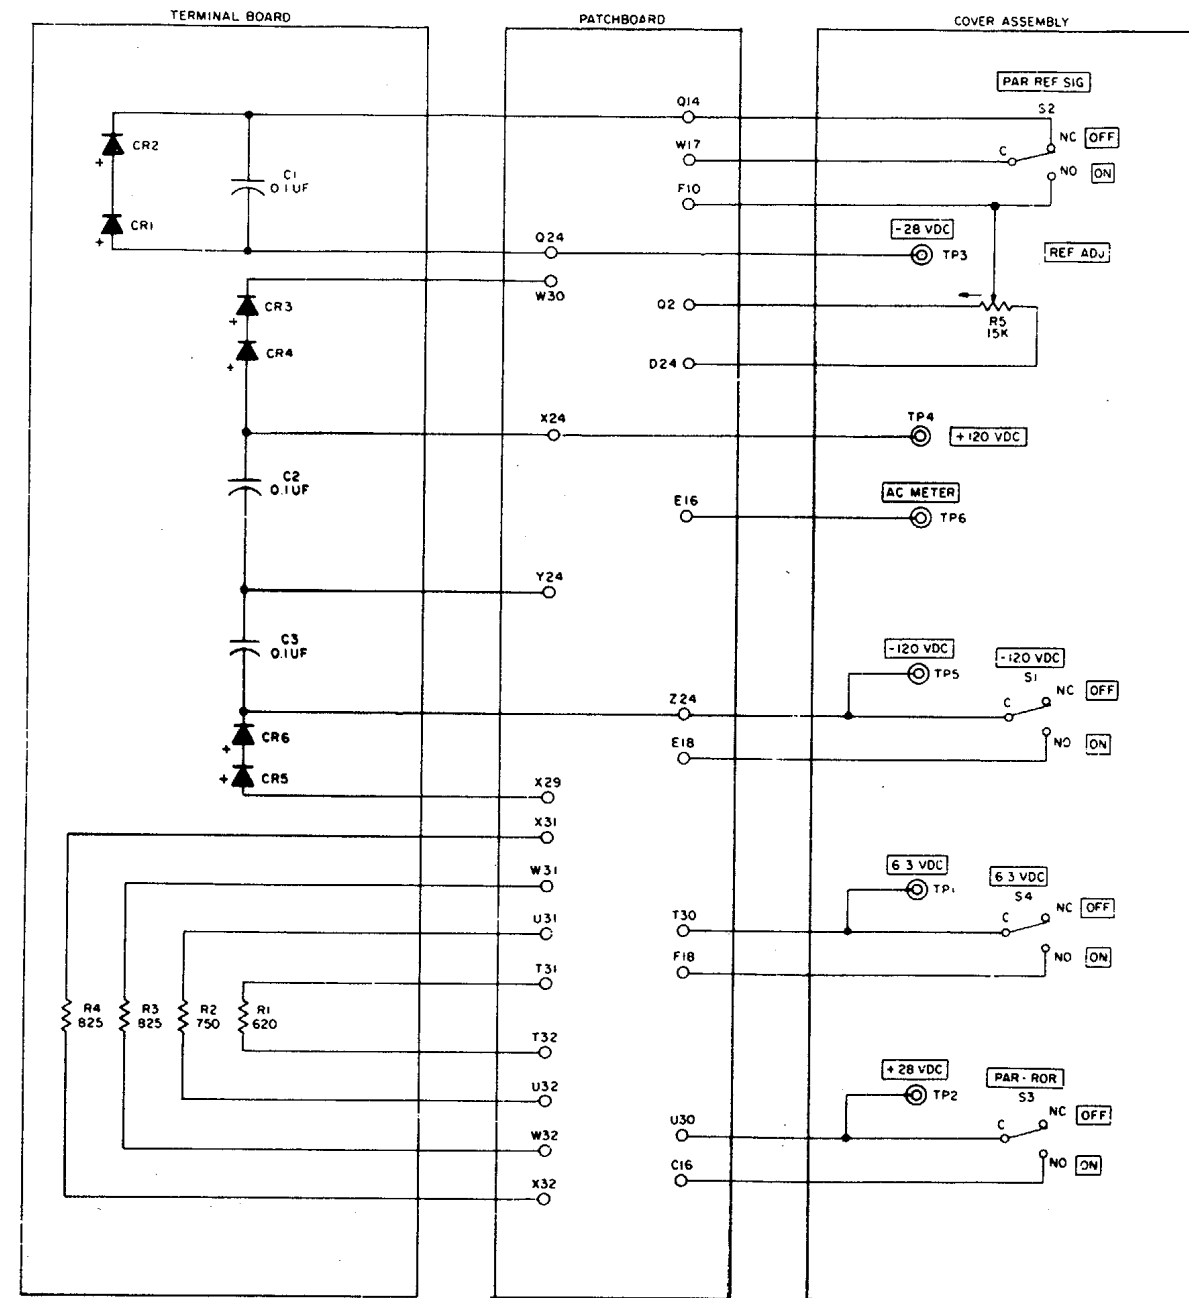 TERMINAL BOARD
PATCHBOARD
COVER ASSEMBLY
PAR REF SIG
S2
Q14
NC OFF
CR2
+
W17
C
C1
0.1UF
NO ON
F10
CR1
+
Q24
-28 VDC
TP3
REF ADJ
W30
CR3
+
Q2
R5
15K
CR4
+
D24
X24
TP4
+120 VDC
C2
0.1UF
AC METER
E16
TP6
Y24
C3
0.1UF
-120 VDC
-120 VDC
TP5
S1
NC OFF
Z24
C
CR6
+
E18
NO ON
CR5
+
X29
X31
W31
6 3 VDC
6 3 VDC
TP1
S4
NC OFF
U31
T30
C
T31
F18
NO ON
R4
825
R3
825
R2
750
R1
620
T32
+28 VDC
PAR-ROR
U32
TP2
S3
NC OFF
U30
C
W32
C16
NO ON
X32